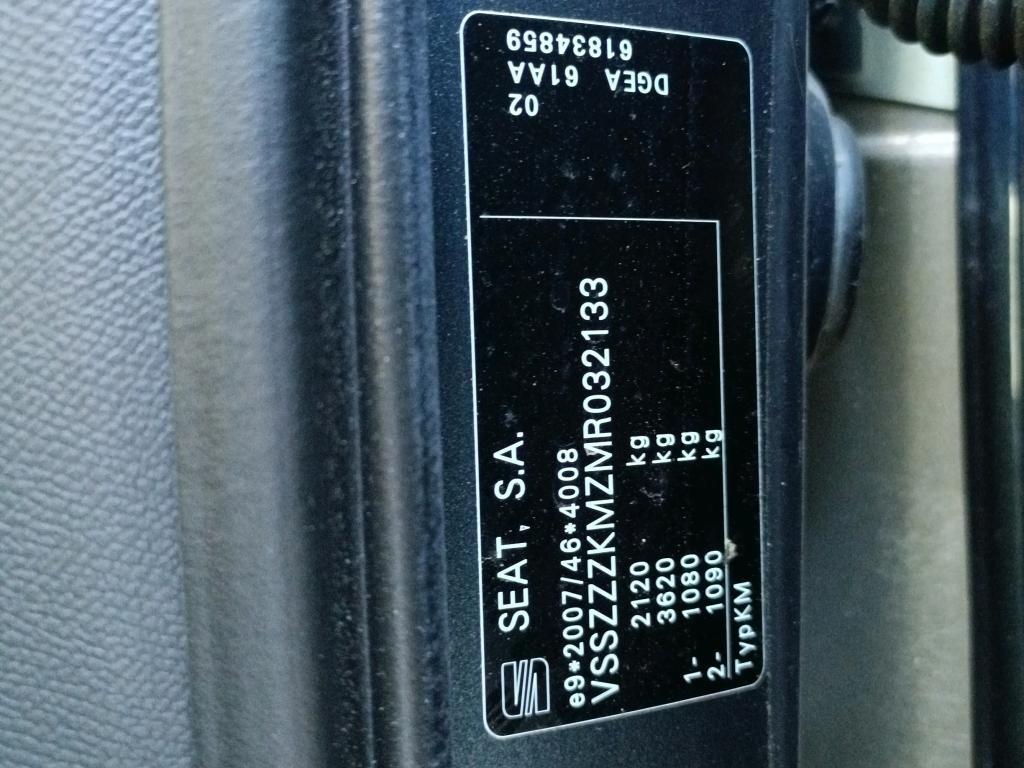 SEAT, S.A.
e9*2007/46*4008
VSSZZZKMZMR032133
2120 kg
3620 kg
1- 1080 kg
2- 1090 kg
TypKM
61834859
61AA DGEA
02